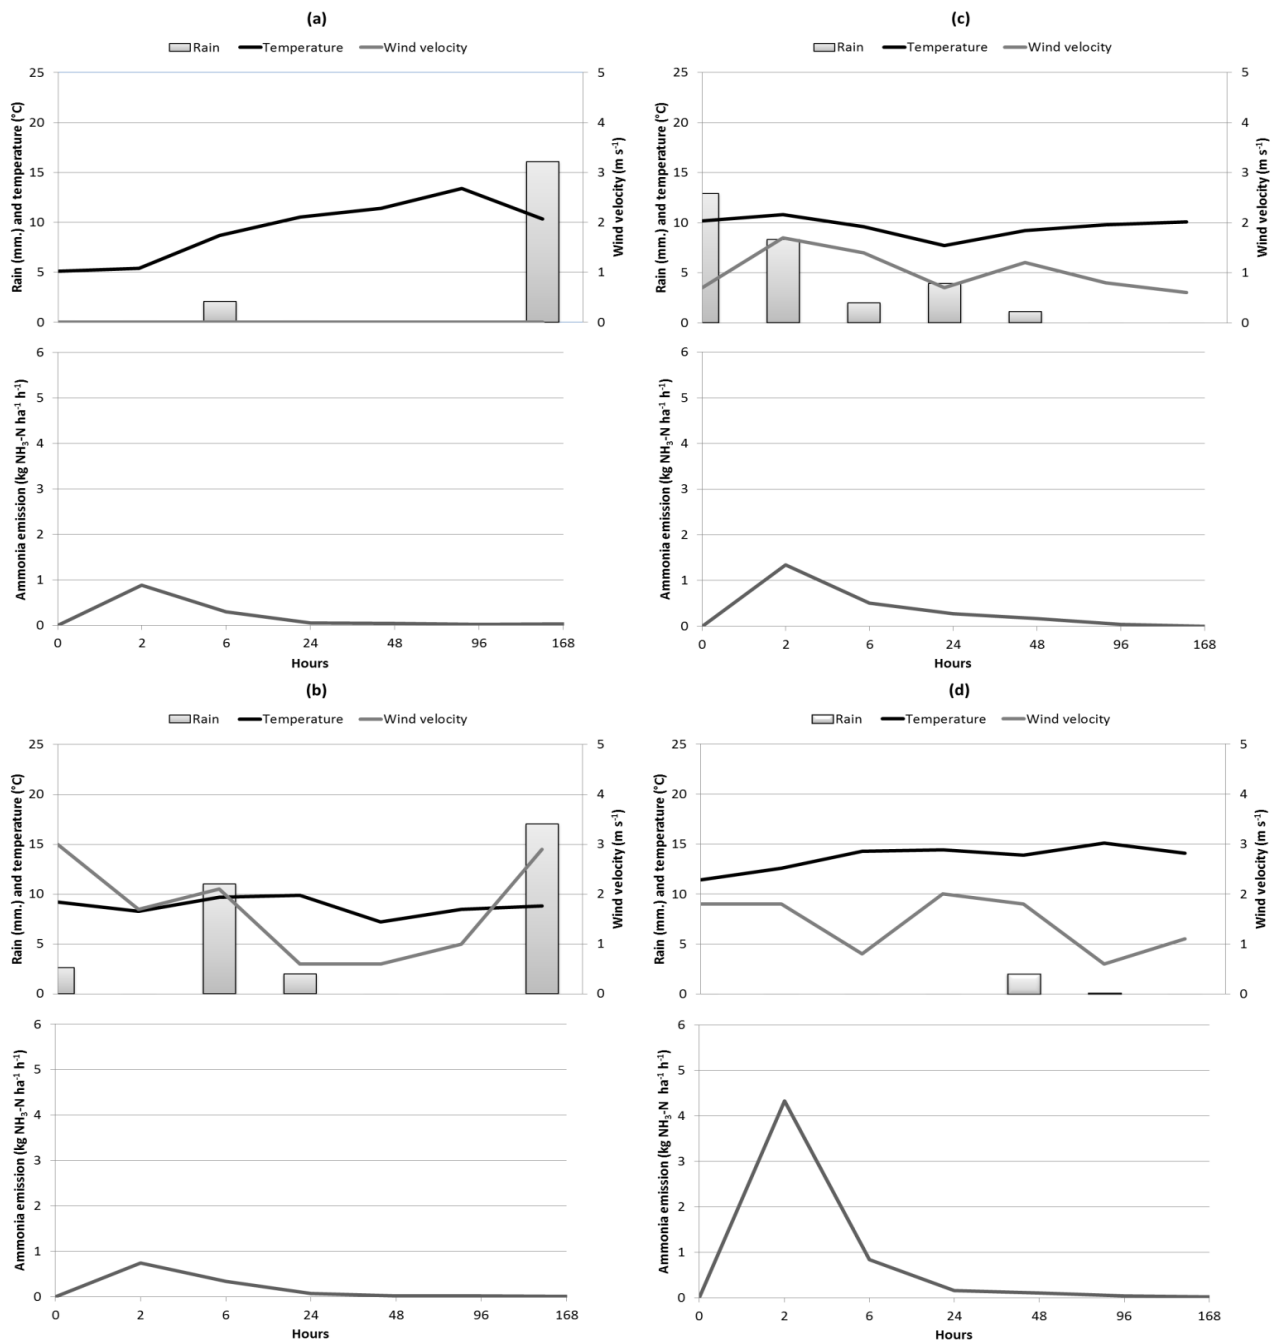 (a)
Rain Temperature Wind velocity
25
20
15
10
5
0
5
4
3
2
1
0
Rain (mm.) and temperature (°C)
Wind velocity (m s⁻¹)
6
5
4
3
2
1
0
Ammonia emission (kg NH₃-N ha⁻¹ h⁻¹)
0 2 6 24 48 96 168
Hours
(c)
Rain Temperature Wind velocity
25
20
15
10
5
0
5
4
3
2
1
0
Rain (mm.) and temperature (°C)
Wind velocity (m s⁻¹)
6
5
4
3
2
1
0
Ammonia emission (kg NH₃-N ha⁻¹ h⁻¹)
0 2 6 24 48 96 168
Hours
(b)
Rain Temperature Wind velocity
25
20
15
10
5
0
5
4
3
2
1
0
Rain (mm.) and temperature (°C)
Wind velocity (m s⁻¹)
6
5
4
3
2
1
0
Ammonia emission (kg NH₃-N ha⁻¹ h⁻¹)
0 2 6 24 48 96 168
Hours
(d)
Rain Temperature Wind velocity
25
20
15
10
5
0
5
4
3
2
1
0
Rain (mm.) and temperature (°C)
Wind velocity (m s⁻¹)
6
5
4
3
2
1
0
Ammonia emission (kg NH₃-N ha⁻¹ h⁻¹)
0 2 6 24 48 96 168
Hours